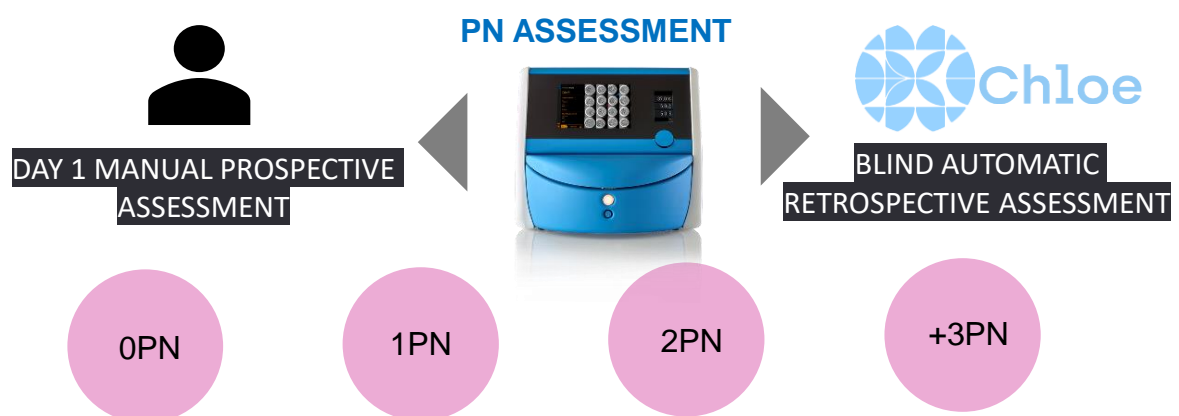 PN ASSESSMENT
Chloe
DAY 1 MANUAL PROSPECTIVE
ASSESSMENT
BLIND AUTOMATIC
RETROSPECTIVE ASSESSMENT
0PN
1PN
2PN
+3PN